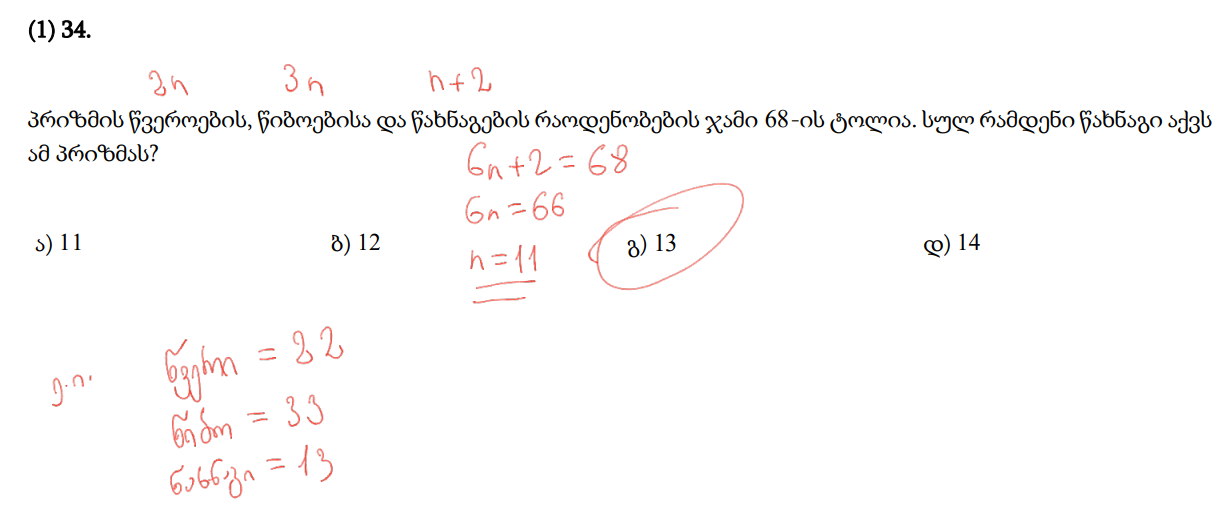 (1) 34.
2n 3n n+2
პრიზმის წვეროების, წიბოებისა და წახნაგების რაოდენობების ჯამი 68-ის ტოლია. სულ რამდენი წახნაგი აქვს
ამ პრიზმას?
6n+2=68
6n=66
n=11
ა) 11 ბ) 12 გ) 13 დ) 14
ე.ი. წვერო = 22
წიბო = 33
წახნაგი = 13